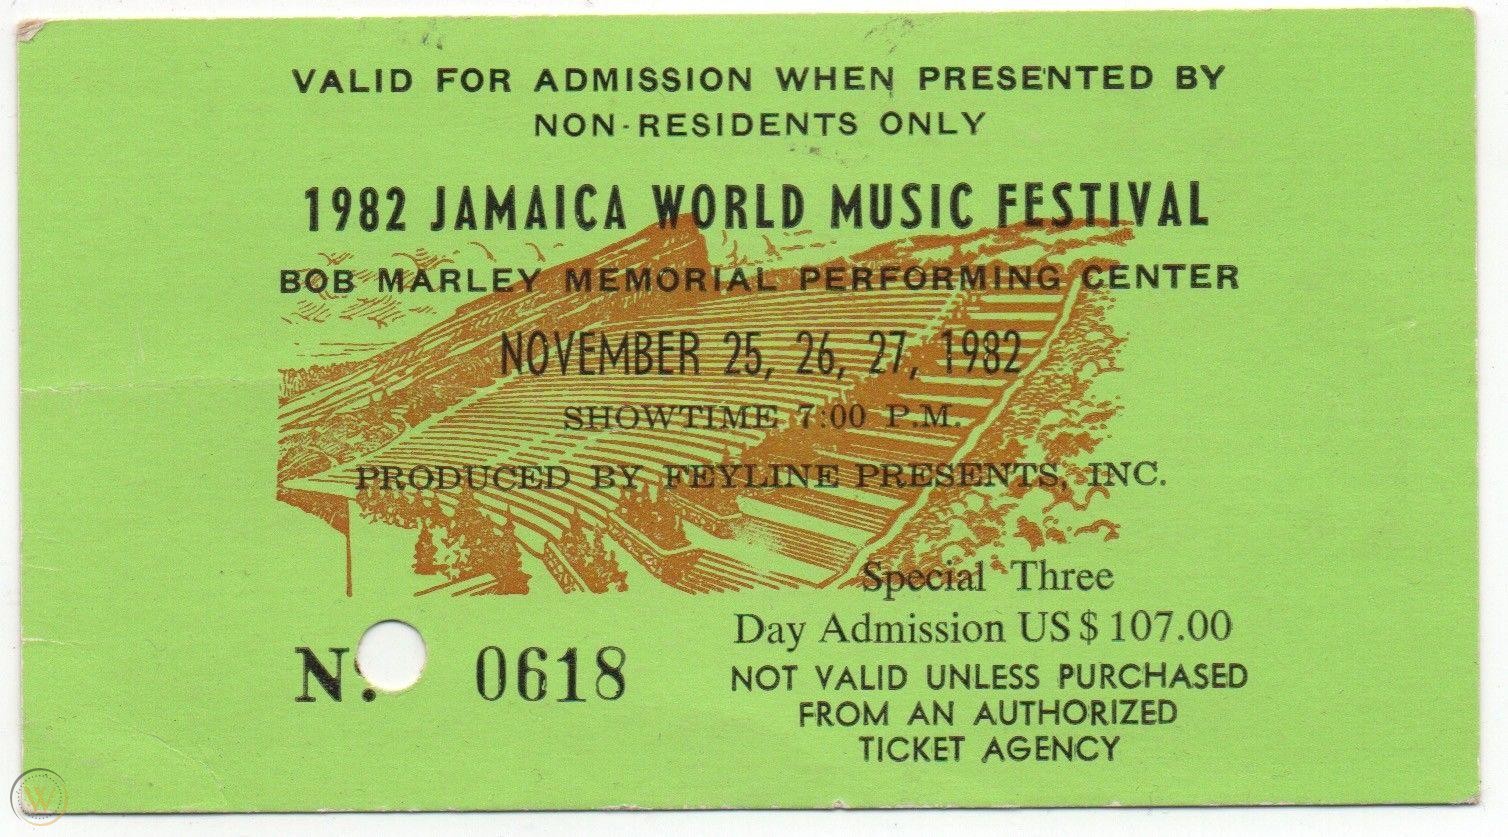 VALID FOR ADMISSION WHEN PRESENTED BY
NON-RESIDENTS ONLY
1982 JAMAICA WORLD MUSIC FESTIVAL
BOB MARLEY MEMORIAL PERFORMING CENTER
NOVEMBER 25, 26, 27, 1982
SHOWTIME 7:00 P.M.
PRODUCED BY FEYLINE PRESENTS, INC.
Special Three
Day Admission US $ 107.00
NOT VALID UNLESS PURCHASED
FROM AN AUTHORIZED
TICKET AGENCY
No. 0618
W